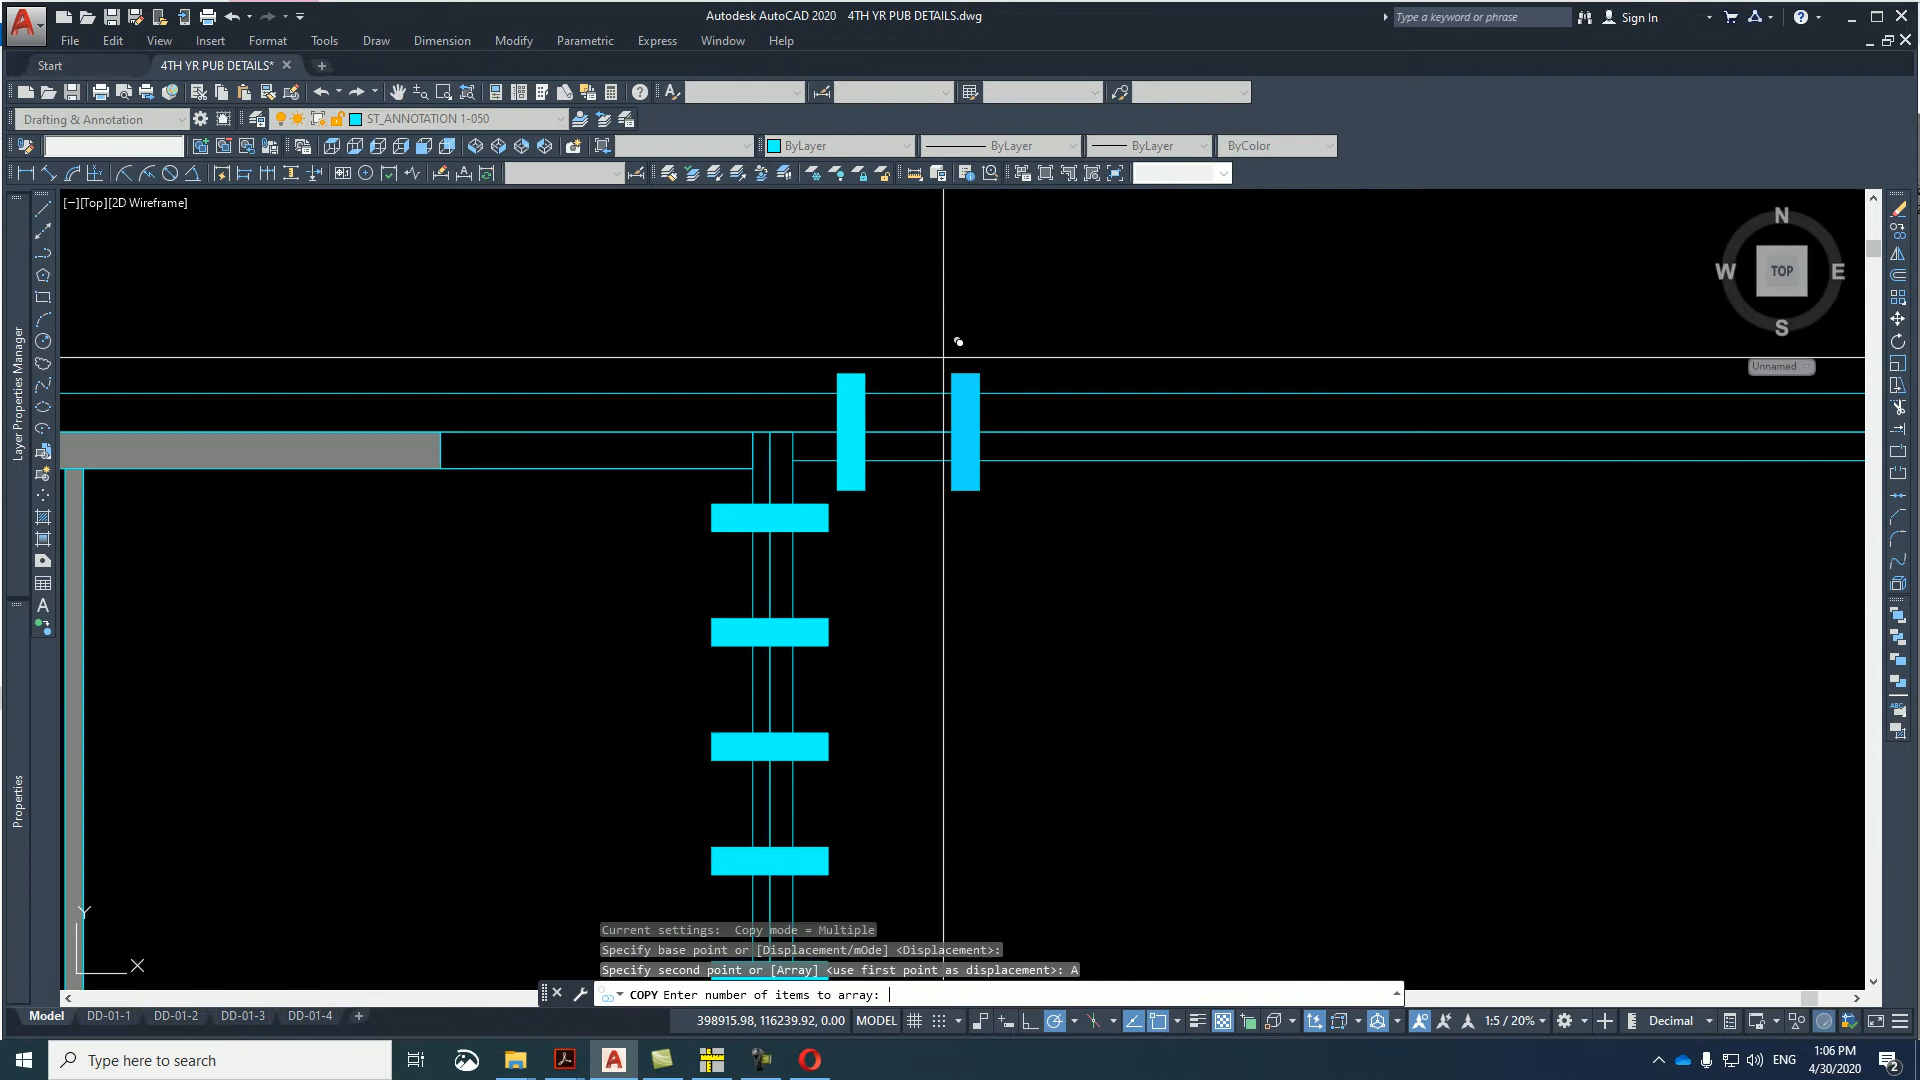 Autodesk AutoCAD 2020 4TH YR PUB DETAILS.dwg
Type a keyword or phrase
Sign In
File Edit View Insert Format Tools Draw Dimension Modify Parametric Express Window Help
Start
4TH YR PUB DETAILS*
Drafting & Annotation
ST_ANNOTATION 1-050
ByLayer
ByLayer
ByLayer
ByColor
[−][Top][2D Wireframe]
N
W
TOP
E
S
Unnamed
Layer Properties Manager
Properties
Y
X
Current settings: Copy mode = Multiple
Specify base point or [Displacement/mOde] <Displacement>:
Specify second point or [Array] <use first point as displacement>: A
COPY Enter number of items to array:
Model DD-01-1 DD-01-2 DD-01-3 DD-01-4
398915.98, 116239.92, 0.00 MODEL
1:5 / 20%
Decimal
Type here to search
ENG
1:06 PM
4/30/2020
2